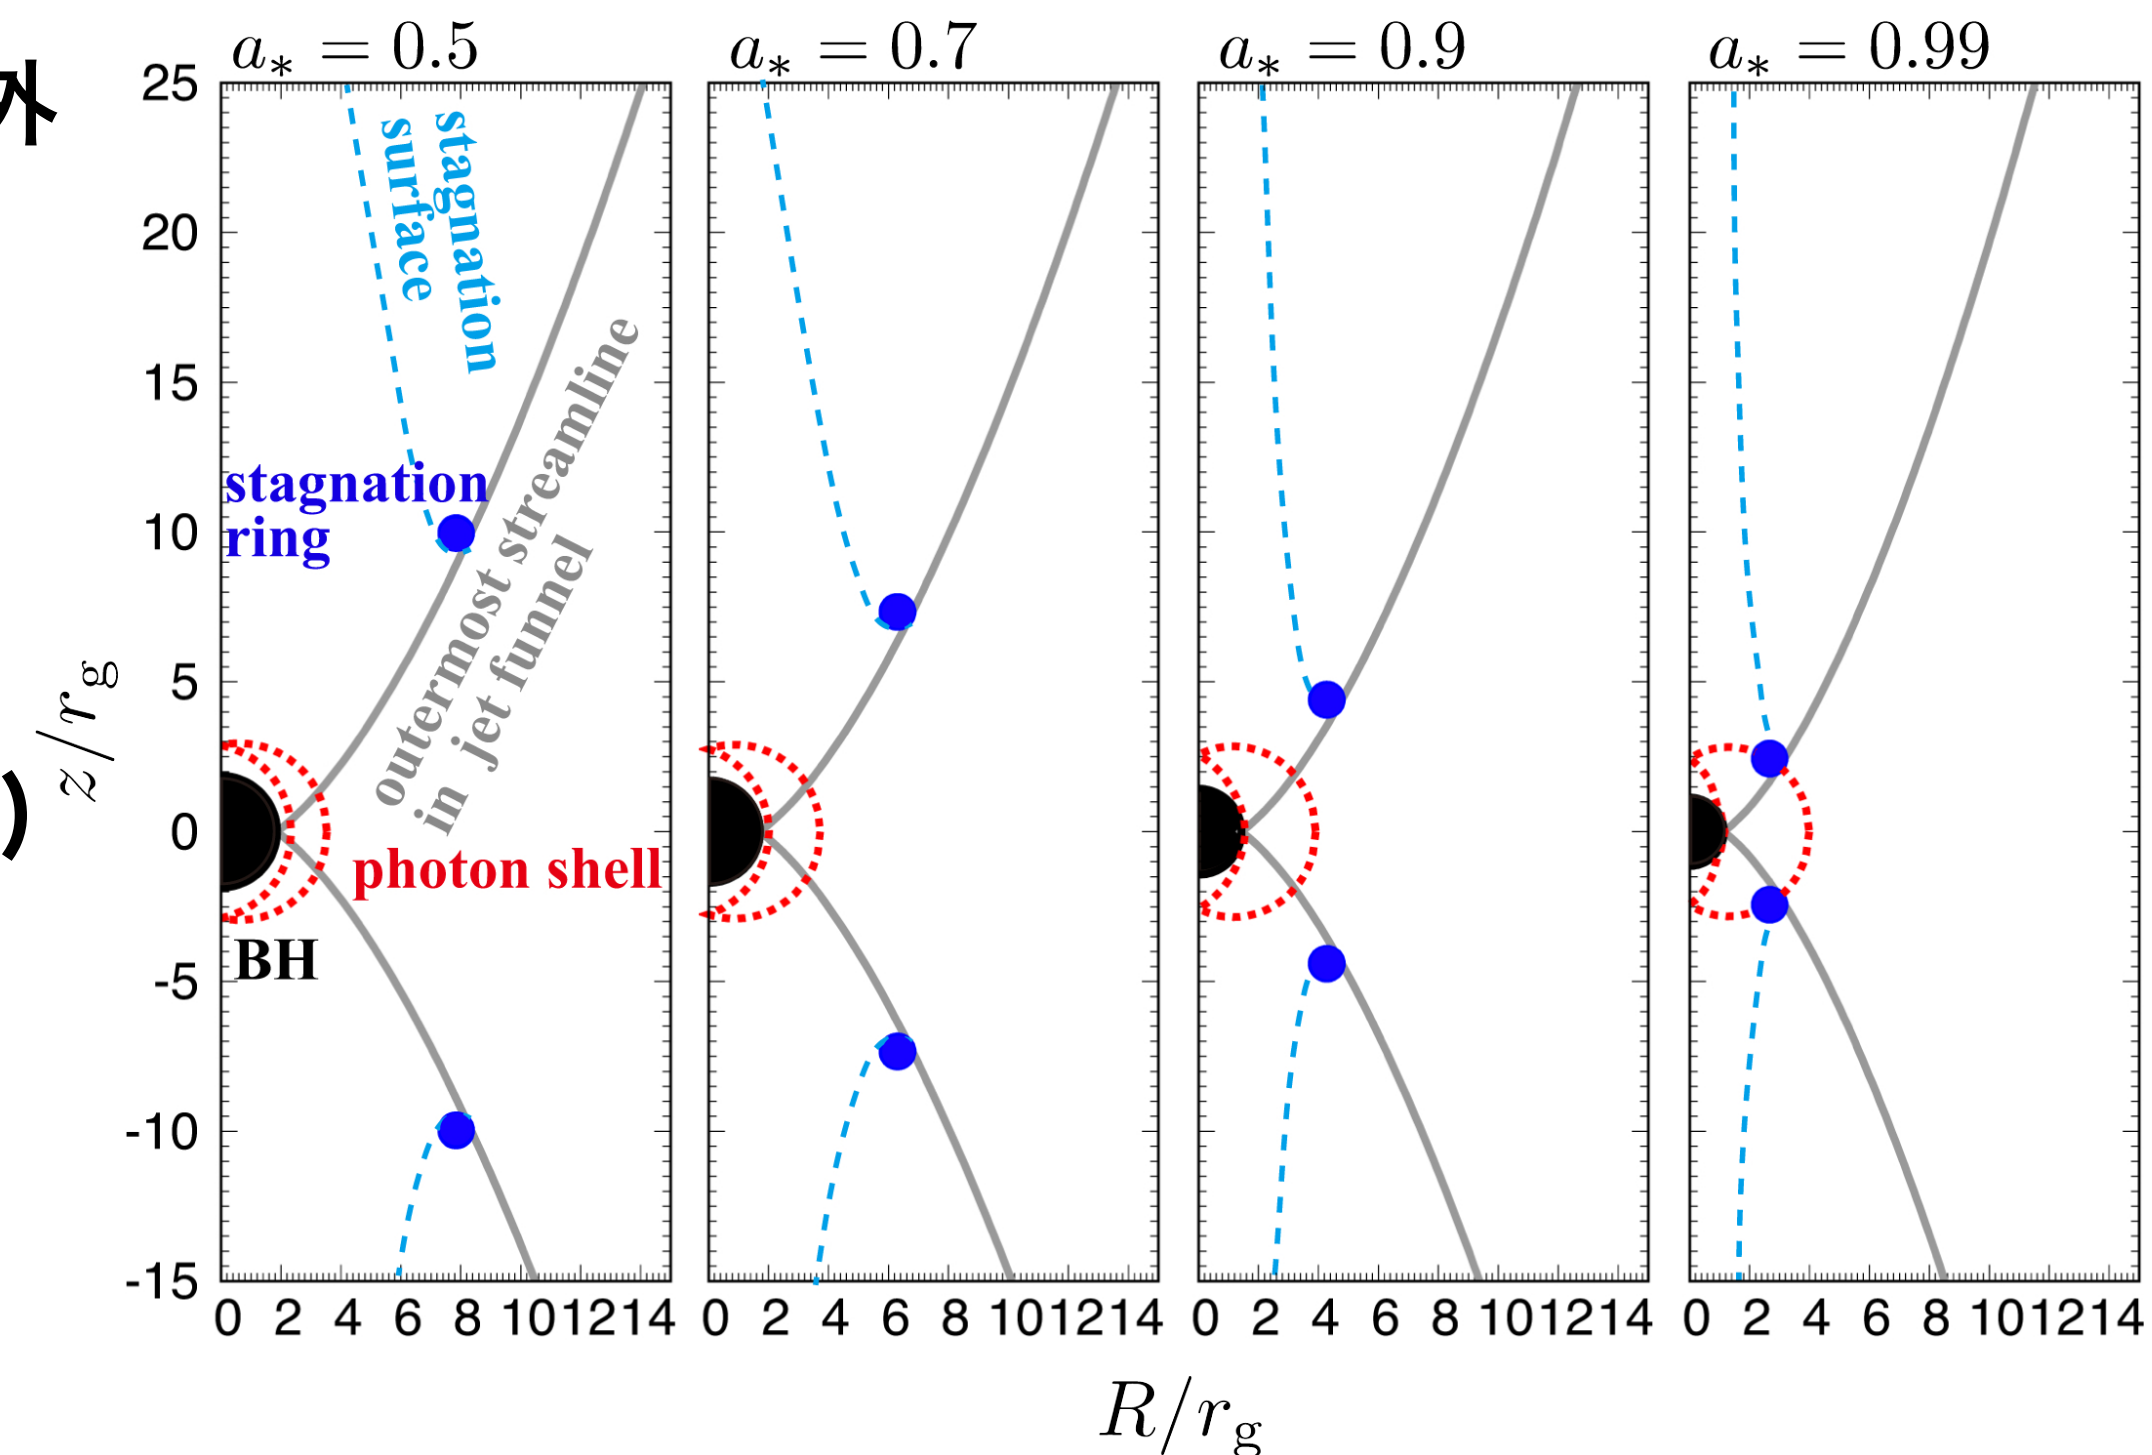 外
)
a* = 0.5
a* = 0.7
a* = 0.9
a* = 0.99
25
20
15
10
5
0
-5
-10
-15
z/r_g
stagnation
surface
stagnation
ring
outermost streamline
in jet funnel
photon shell
BH
0 2 4 6 8 10 12 14
0 2 4 6 8 10 12 14
0 2 4 6 8 10 12 14
0 2 4 6 8 10 12 14
R/r_g